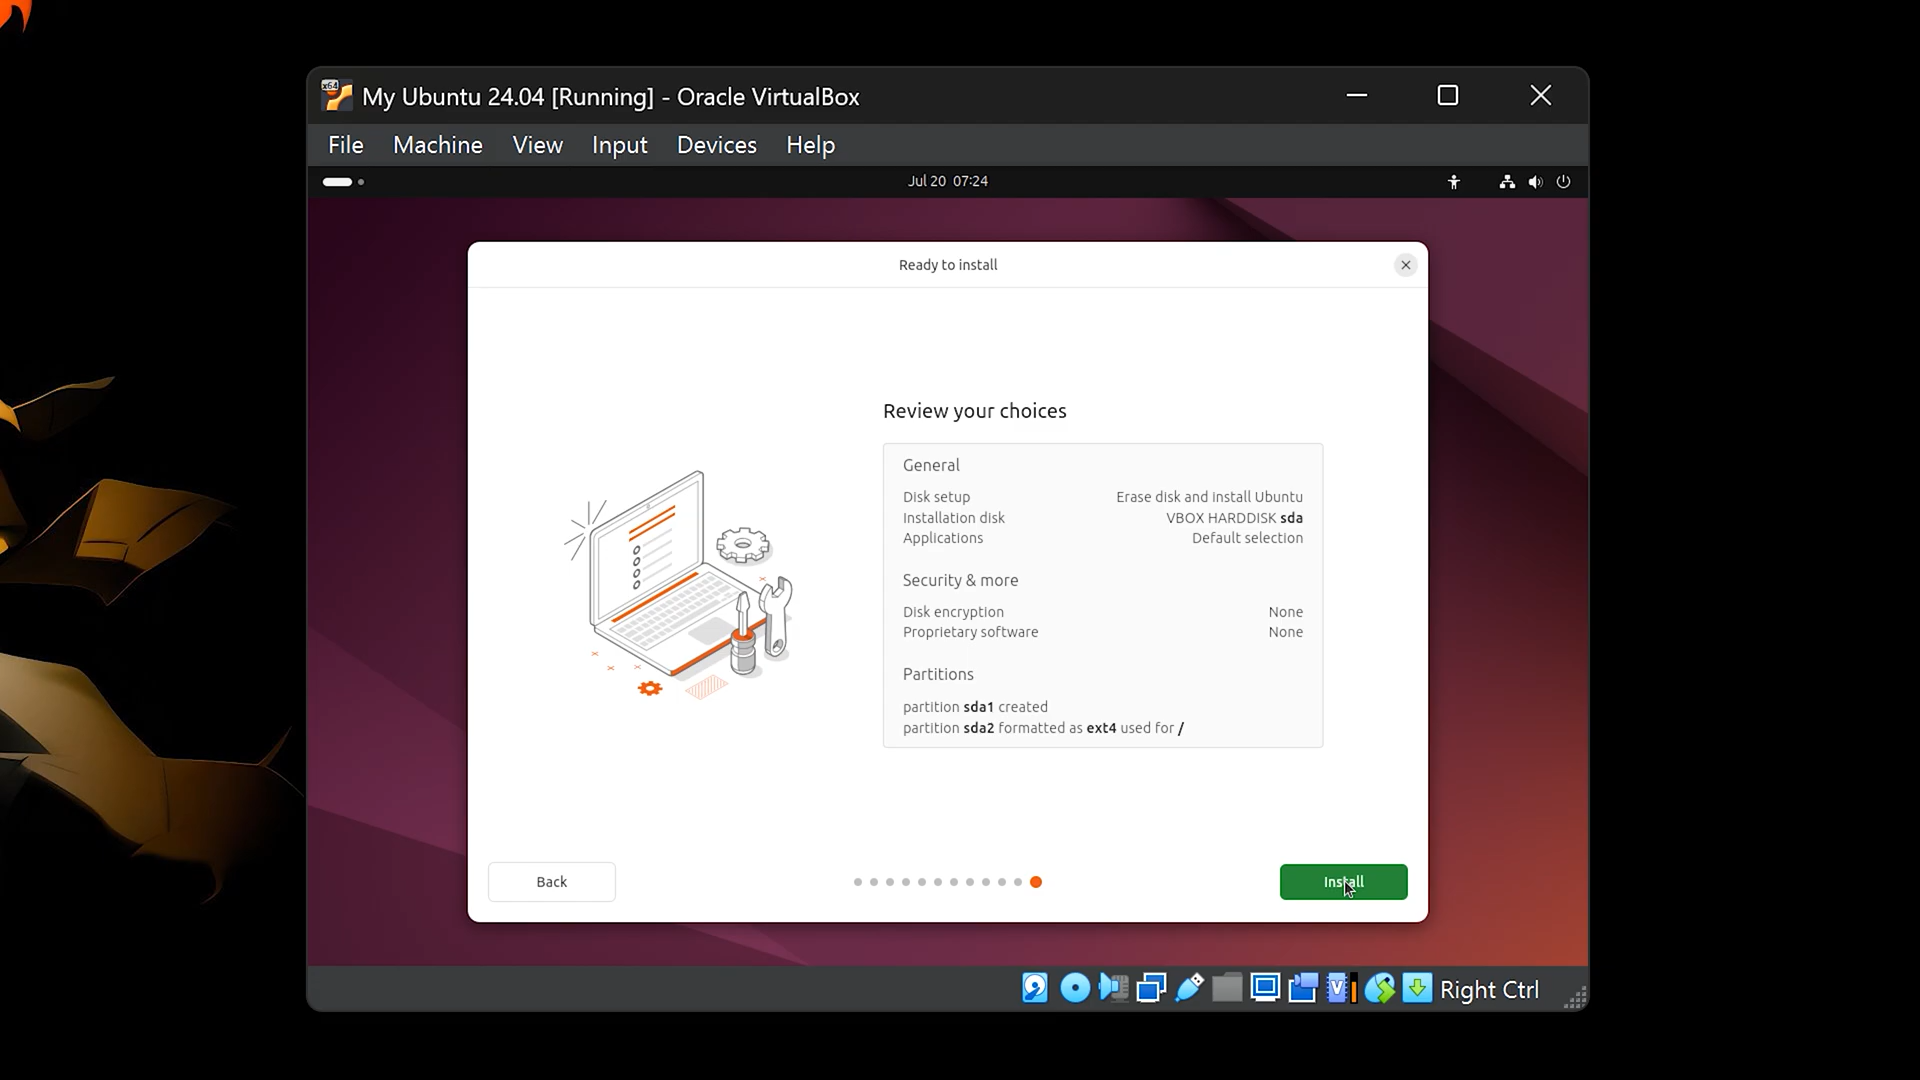 My Ubuntu 24.04 [Running] - Oracle VirtualBox
File Machine View Input Devices Help
Jul 20 07:24
Ready to install
Review your choices
General
Disk setup Erase disk and install Ubuntu
Installation disk VBOX HARDDISK sda
Applications Default selection
Security & more
Disk encryption None
Proprietary software None
Partitions
partition sda1 created
partition sda2 formatted as ext4 used for /
Back
Install
Right Ctrl